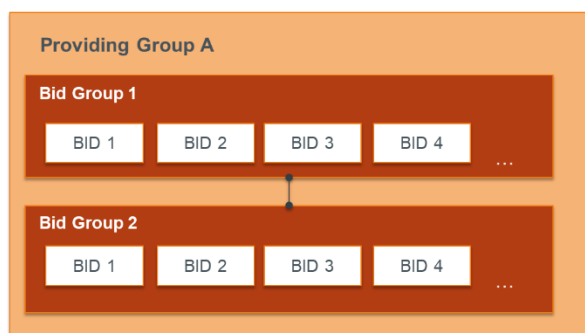 Providing Group A
Bid Group 1
BID 1 BID 2 BID 3 BID 4 ...
Bid Group 2
BID 1 BID 2 BID 3 BID 4 ...